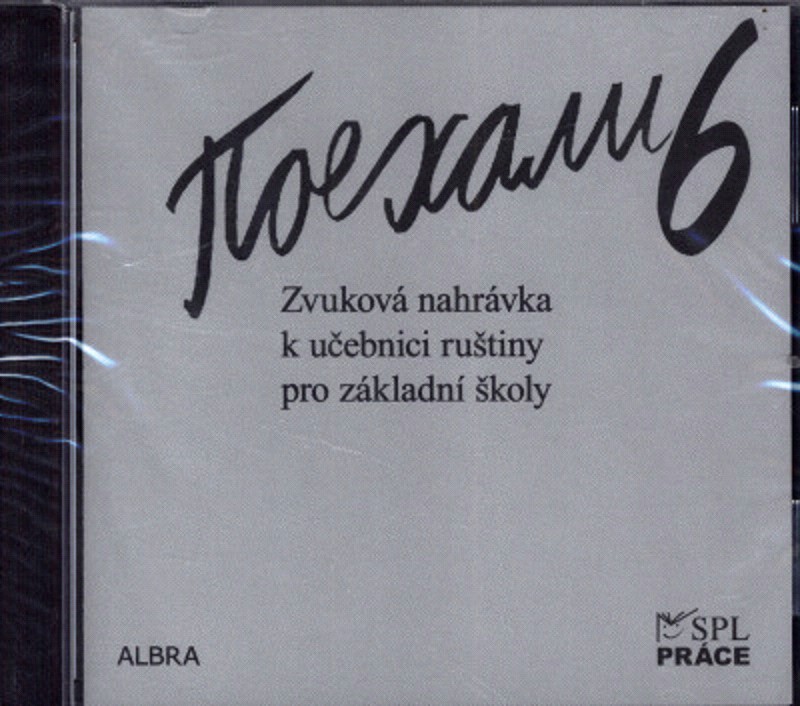 Поехали 6
Zvuková nahrávka
k učebnici ruštiny
pro základní školy
ALBRA
SPL
PRÁCE